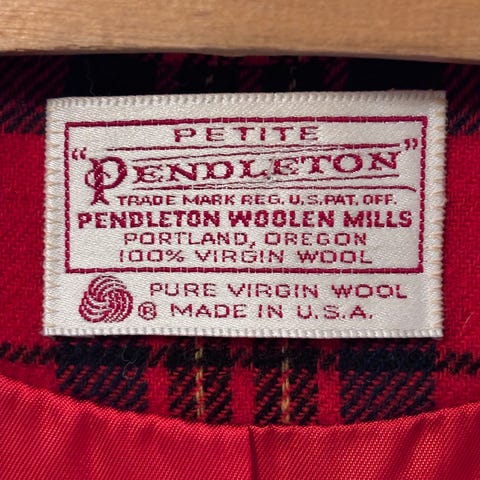 PETITE
"PENDLETON"
TRADE MARK REG. U.S. PAT. OFF.
PENDLETON WOOLEN MILLS
PORTLAND, OREGON
100% VIRGIN WOOL
PURE VIRGIN WOOL
® MADE IN U.S.A.